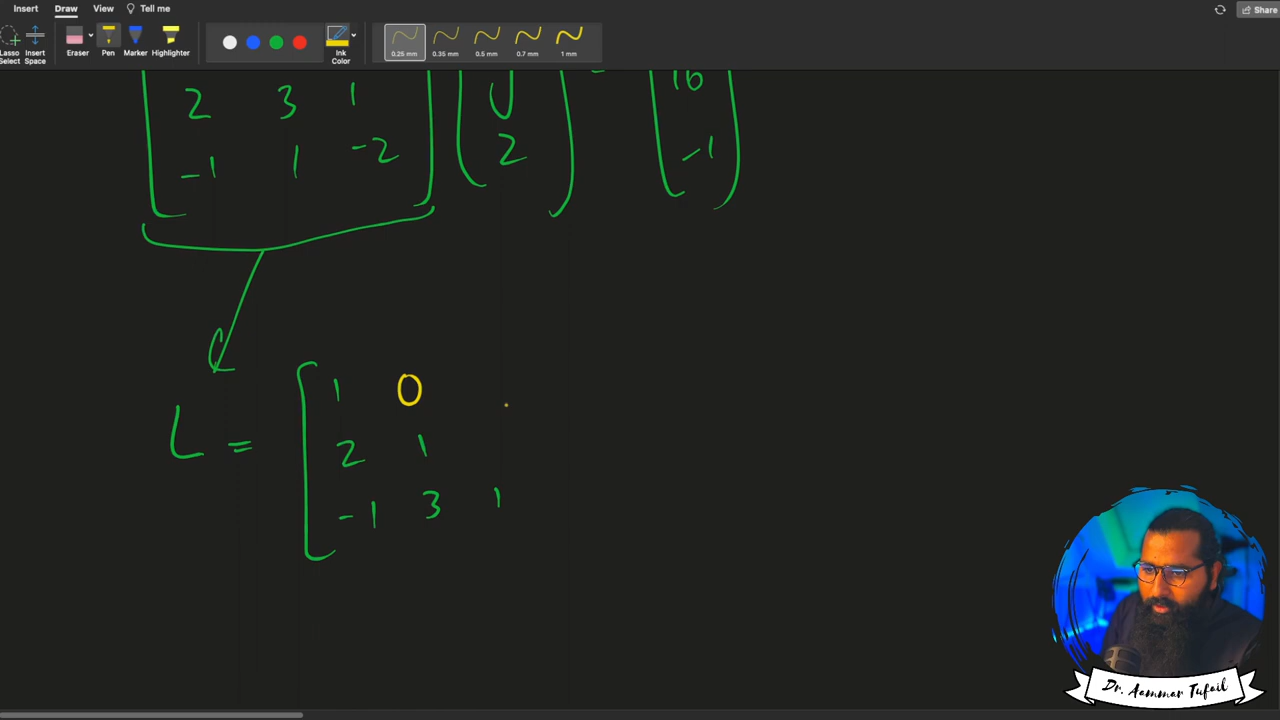 Insert Draw View Tell me
Share
Lasso Select Insert Space Eraser Pen Marker Highlighter Ink Color 0.25 mm 0.35 mm 0.5 mm 0.7 mm 1 mm
2 3 1 16
-1 1 -2 2 -1
L = 1 0
2 1
-1 3 1
Dr. Aammar Tufail